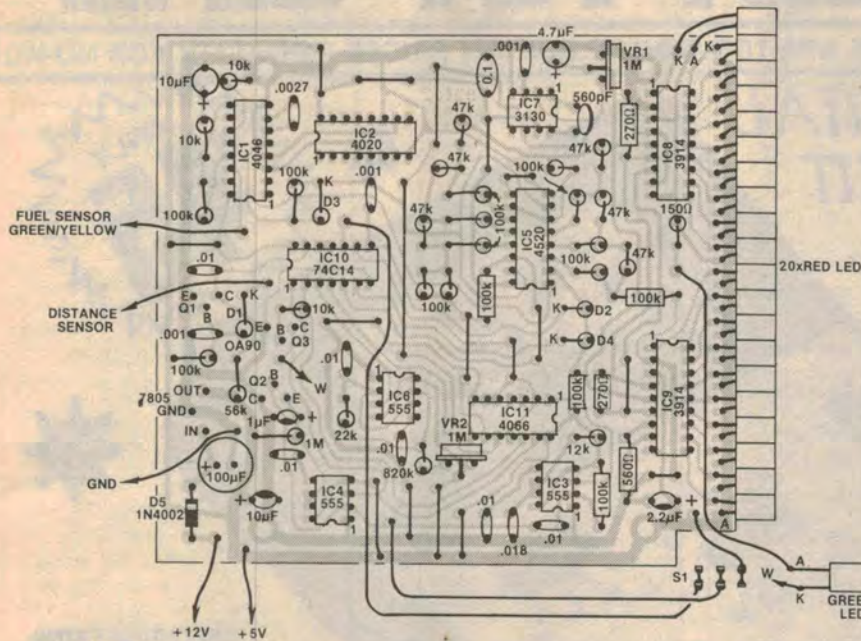 10μF
10k
.0027
.001
4.7μF
+
VR1
1M
K A K
0.1
560pF
47k
270Ω
IC1
4046
IC2
4020
IC7
3130
IC8
3914
10k
100k
K
D3
.001
47k
100k
47k
47k
150Ω
100k
FUEL SENSOR
GREEN/YELLOW
47k
100k
IC5
4520
100k
47k
20xRED LED
.01
IC10
74C14
DISTANCE
SENSOR
100k
100k
100k
E C K
Q1 B
D1
OA90
10k
E C
B Q3
K D2
.001
K D4
100k
.01
W
7805
OUT
GND
IN
56k
Q2 B
C E
1μF +
1M
22k
IC6
555
IC11
4066
100k
270Ω
IC9
3914
VR2
1M
12k
.01
820k
GND
100μF
.01
IC4
555
IC3
555
100k
560Ω
2.2μF
+
A
D5
1N4002
10μF
.01
.018
.01
S1
A
W
K
LED
+12V
+5V